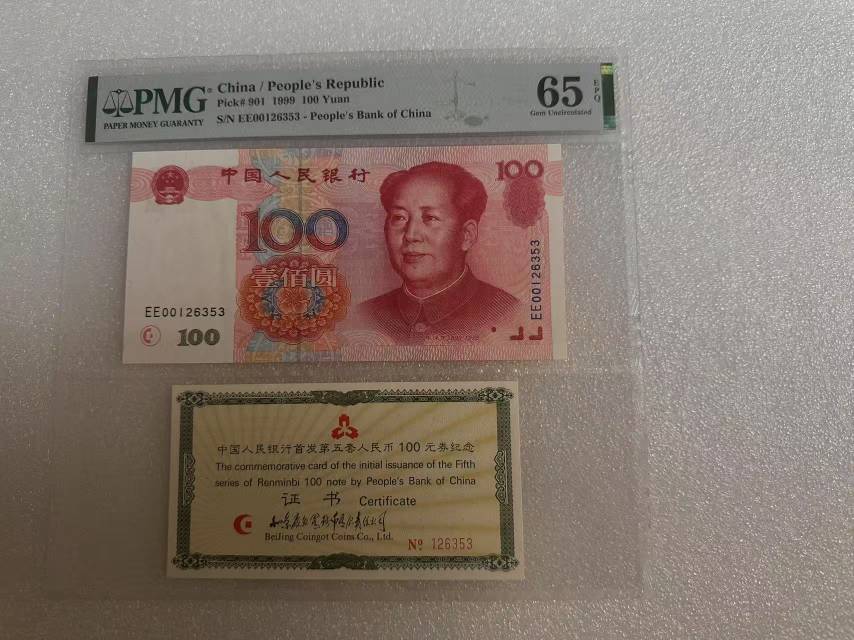 PMG
PAPER MONEY GUARANTY
China / People's Republic
Pick# 901 1999 100 Yuan
S/N EE00126353 - People's Bank of China
65
EPQ
Gem Uncirculated
中国人民银行
100
100
壹佰圆
EE00126353
100
EE00126353
中国人民银行首发第五套人民币100元券纪念
The commemorative card of the initial issuance of the Fifth
series of Renminbi 100 note by People's Bank of China
证 书 Certificate
BeiJing Coingot Coins Co., Ltd.
№ 126353